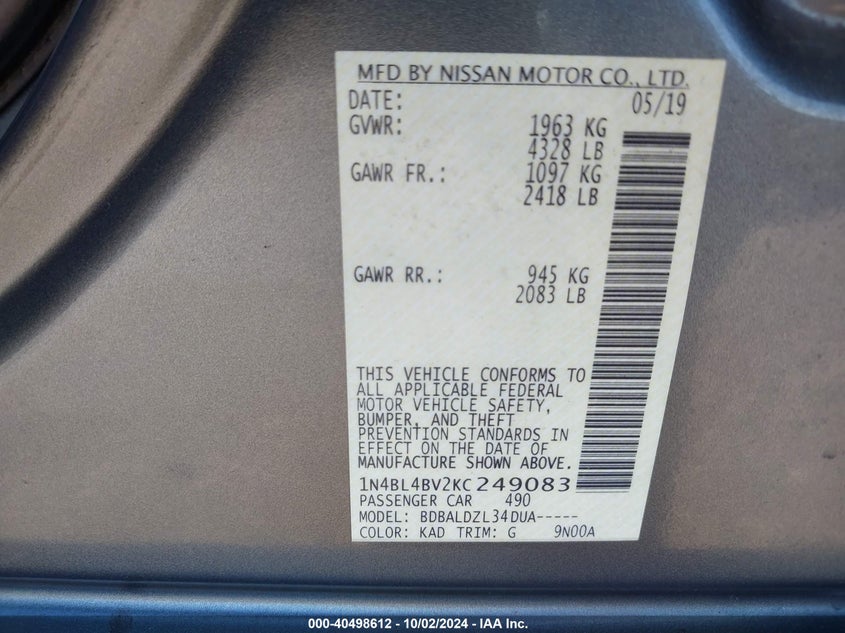 MFD BY NISSAN MOTOR CO., LTD.
DATE: 05/19
GVWR: 1963 KG
4328 LB
GAWR FR.: 1097 KG
2418 LB
GAWR RR.: 945 KG
2083 LB
THIS VEHICLE CONFORMS TO
ALL APPLICABLE FEDERAL
MOTOR VEHICLE SAFETY,
BUMPER, AND THEFT
PREVENTION STANDARDS IN
EFFECT ON THE DATE OF
MANUFACTURE SHOWN ABOVE.
1N4BL4BV2KC249083
PASSENGER CAR 490
MODEL: BDBALDZL34DUA-----
COLOR: KAD TRIM: G 9N00A
000-40498612 - 10/02/2024 - IAA Inc.